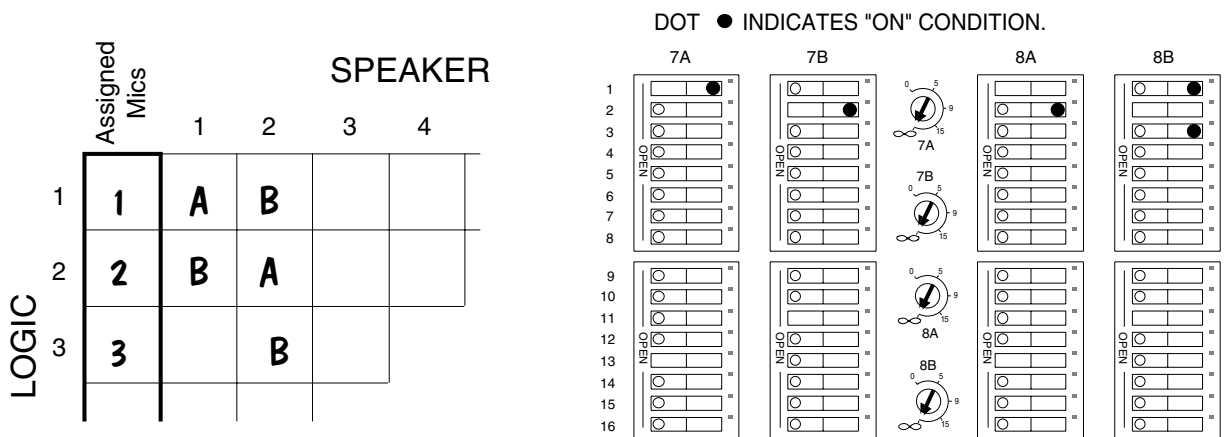 DOT ● INDICATES "ON" CONDITION.
Assigned
Mics
SPEAKER
1 2 3 4
LOGIC
1 1 A B
2 2 B A
3 3 B
7A 7B 8A 8B
1
2
3
4
5
6
7
8
OPEN OPEN OPEN OPEN
0 5 9 15 ∞
7A
7B
0 5 9 15 ∞
9
10
11
12
13
14
15
16
OPEN OPEN OPEN OPEN
0 5 9 15 ∞
8A
8B
0 5 9 15 ∞